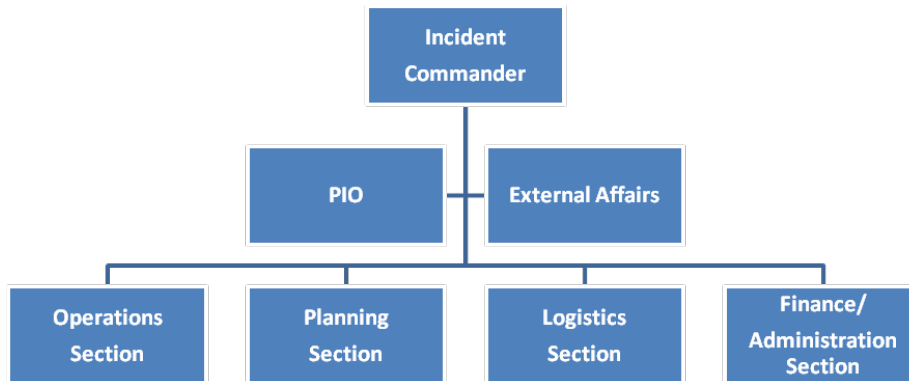 Incident
Commander
PIO
External Affairs
Operations
Section
Planning
Section
Logistics
Section
Finance/
Administration
Section